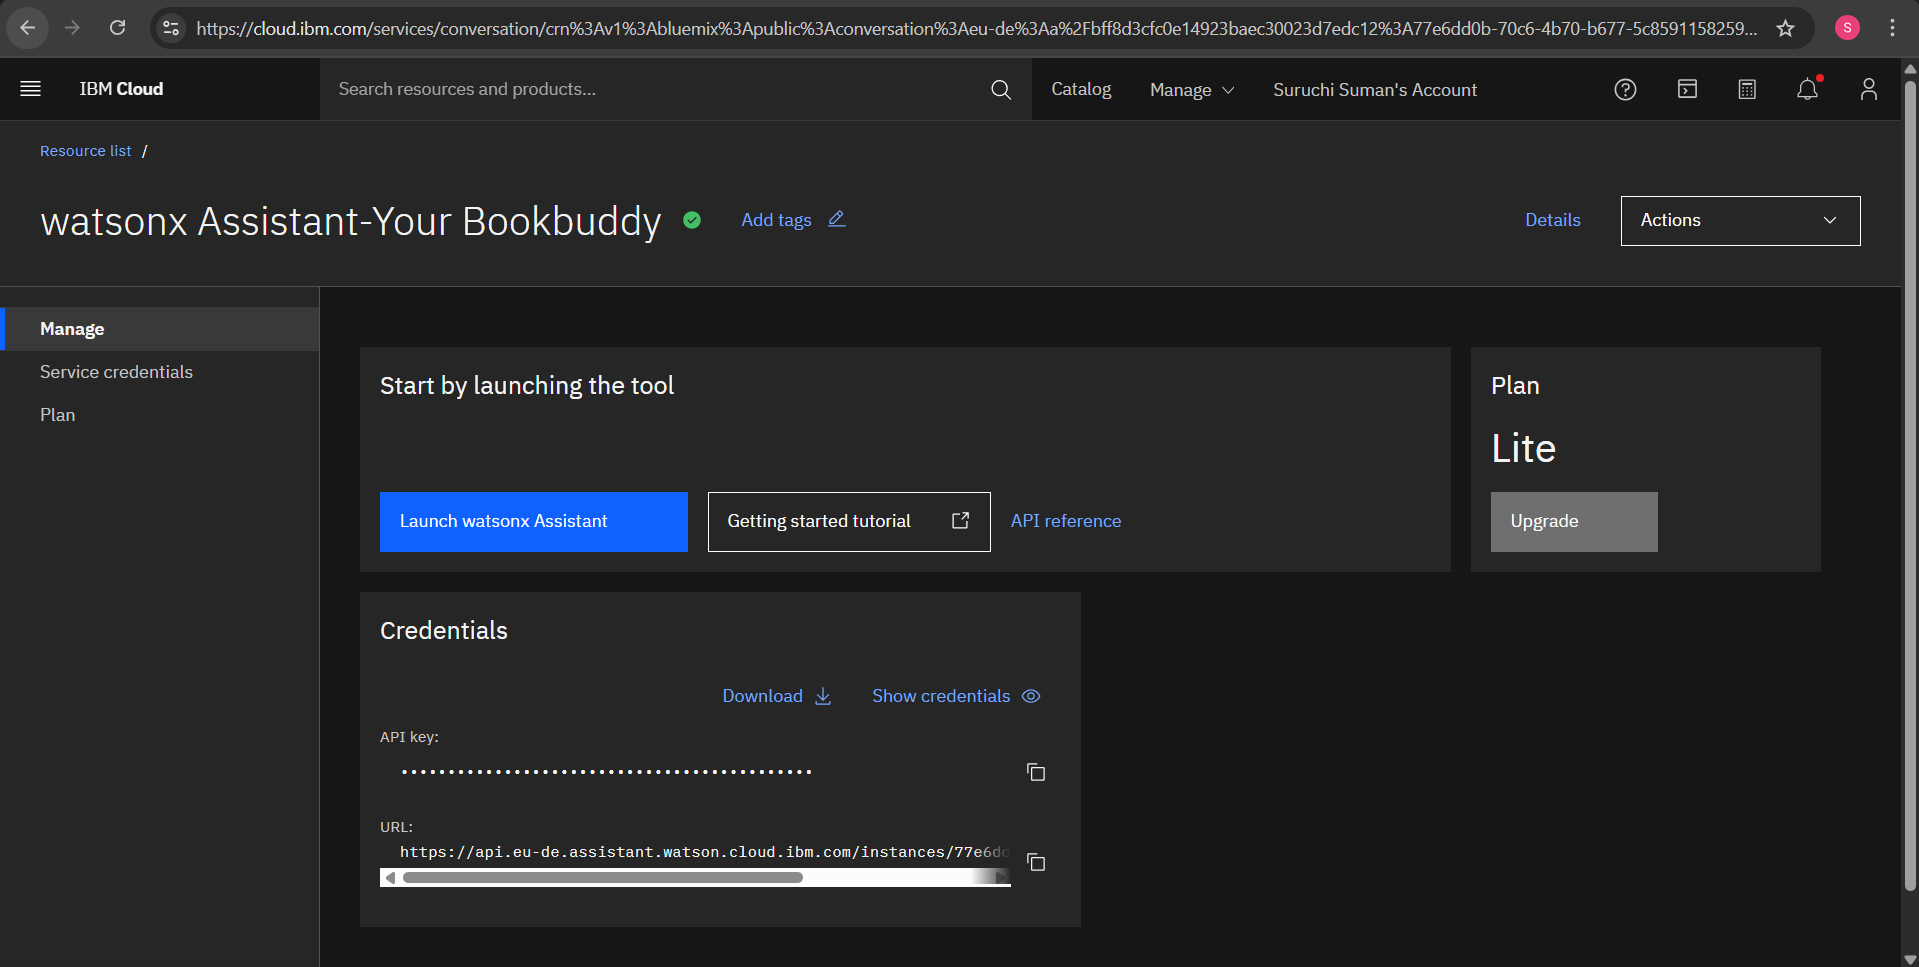 https://cloud.ibm.com/services/conversation/crn%3Av1%3Abluemix%3Apublic%3Aconversation%3Aeu-de%3Aa%2Fbff8d3cfc0e14923baec30023d7edc12%3A77e6dd0b-70c6-4b70-b677-5c8591158259...
S
IBM Cloud
Search resources and products...
Catalog
Manage
Suruchi Suman's Account
Resource list /
watsonx Assistant-Your Bookbuddy
Add tags
Details
Actions
Manage
Service credentials
Plan
Start by launching the tool
Launch watsonx Assistant
Getting started tutorial
API reference
Plan
Lite
Upgrade
Credentials
Download
Show credentials
API key:
••••••••••••••••••••••••••••••••••••••••••••
URL:
https://api.eu-de.assistant.watson.cloud.ibm.com/instances/77e6dd